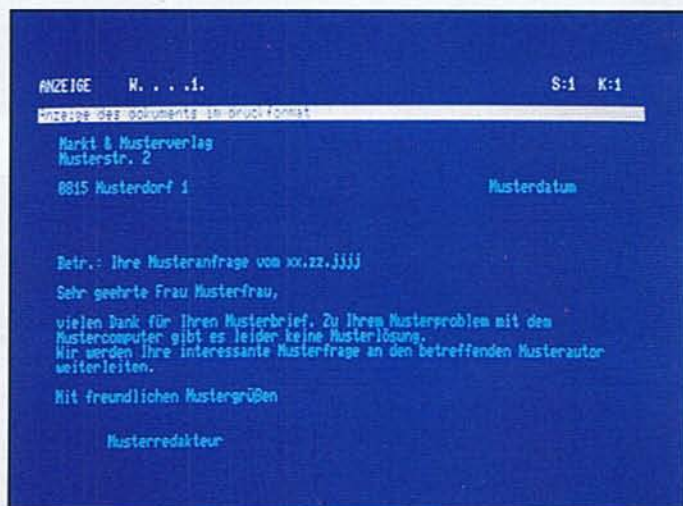 ANZEIGE W. . . .1. S:1 K:1
Anzeige des dokuments im druckformat
Markt & Musterverlag
Musterstr. 2
0815 Musterdorf 1 Musterdatum
Betr.: Ihre Musteranfrage vom xx.zz.jjjj
Sehr geehrte Frau Musterfrau,
vielen Dank für Ihren Musterbrief. Zu Ihrem Musterproblem mit dem
Mustercomputer gibt es leider keine Musterlösung.
Wir werden Ihre interessante Musterfrage an den betreffenden Musterautor
weiterleiten.
Mit freundlichen Mustergrüßen
Musterredakteur